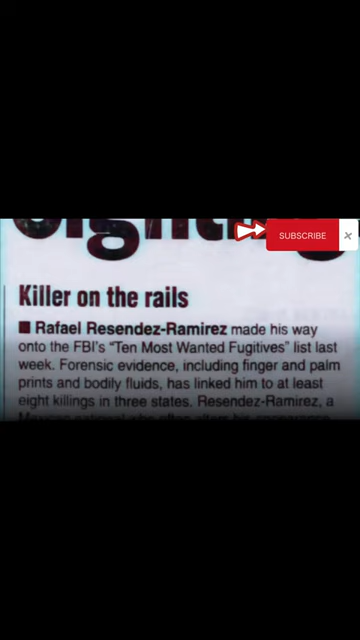 SUBSCRIBE
Killer on the rails
Rafael Resendez-Ramirez made his way
onto the FBI's "Ten Most Wanted Fugitives" list last
week. Forensic evidence, including finger and palm
prints and bodily fluids, has linked him to at least
eight killings in three states. Resendez-Ramirez, a